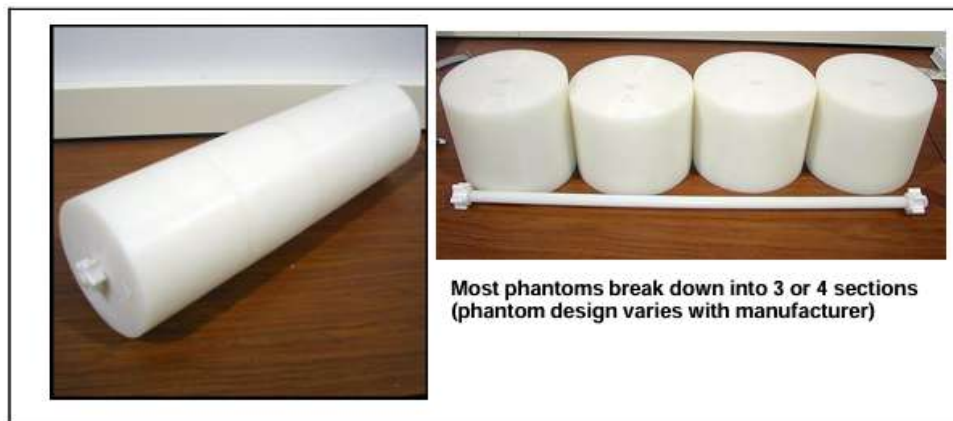 Most phantoms break down into 3 or 4 sections
(phantom design varies with manufacturer)